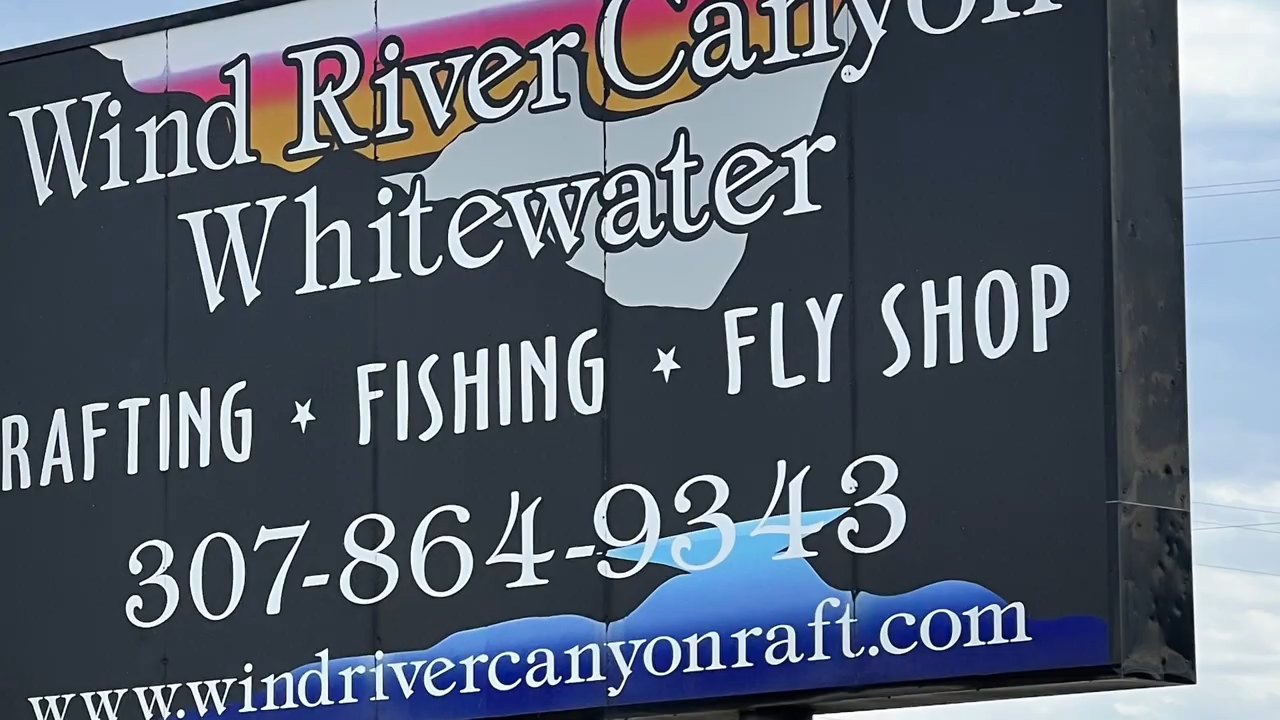 Wind River Canyon
Whitewater
RAFTING ★ FISHING ★ FLY SHOP
307-864-9343
www.windrivercanyonraft.com